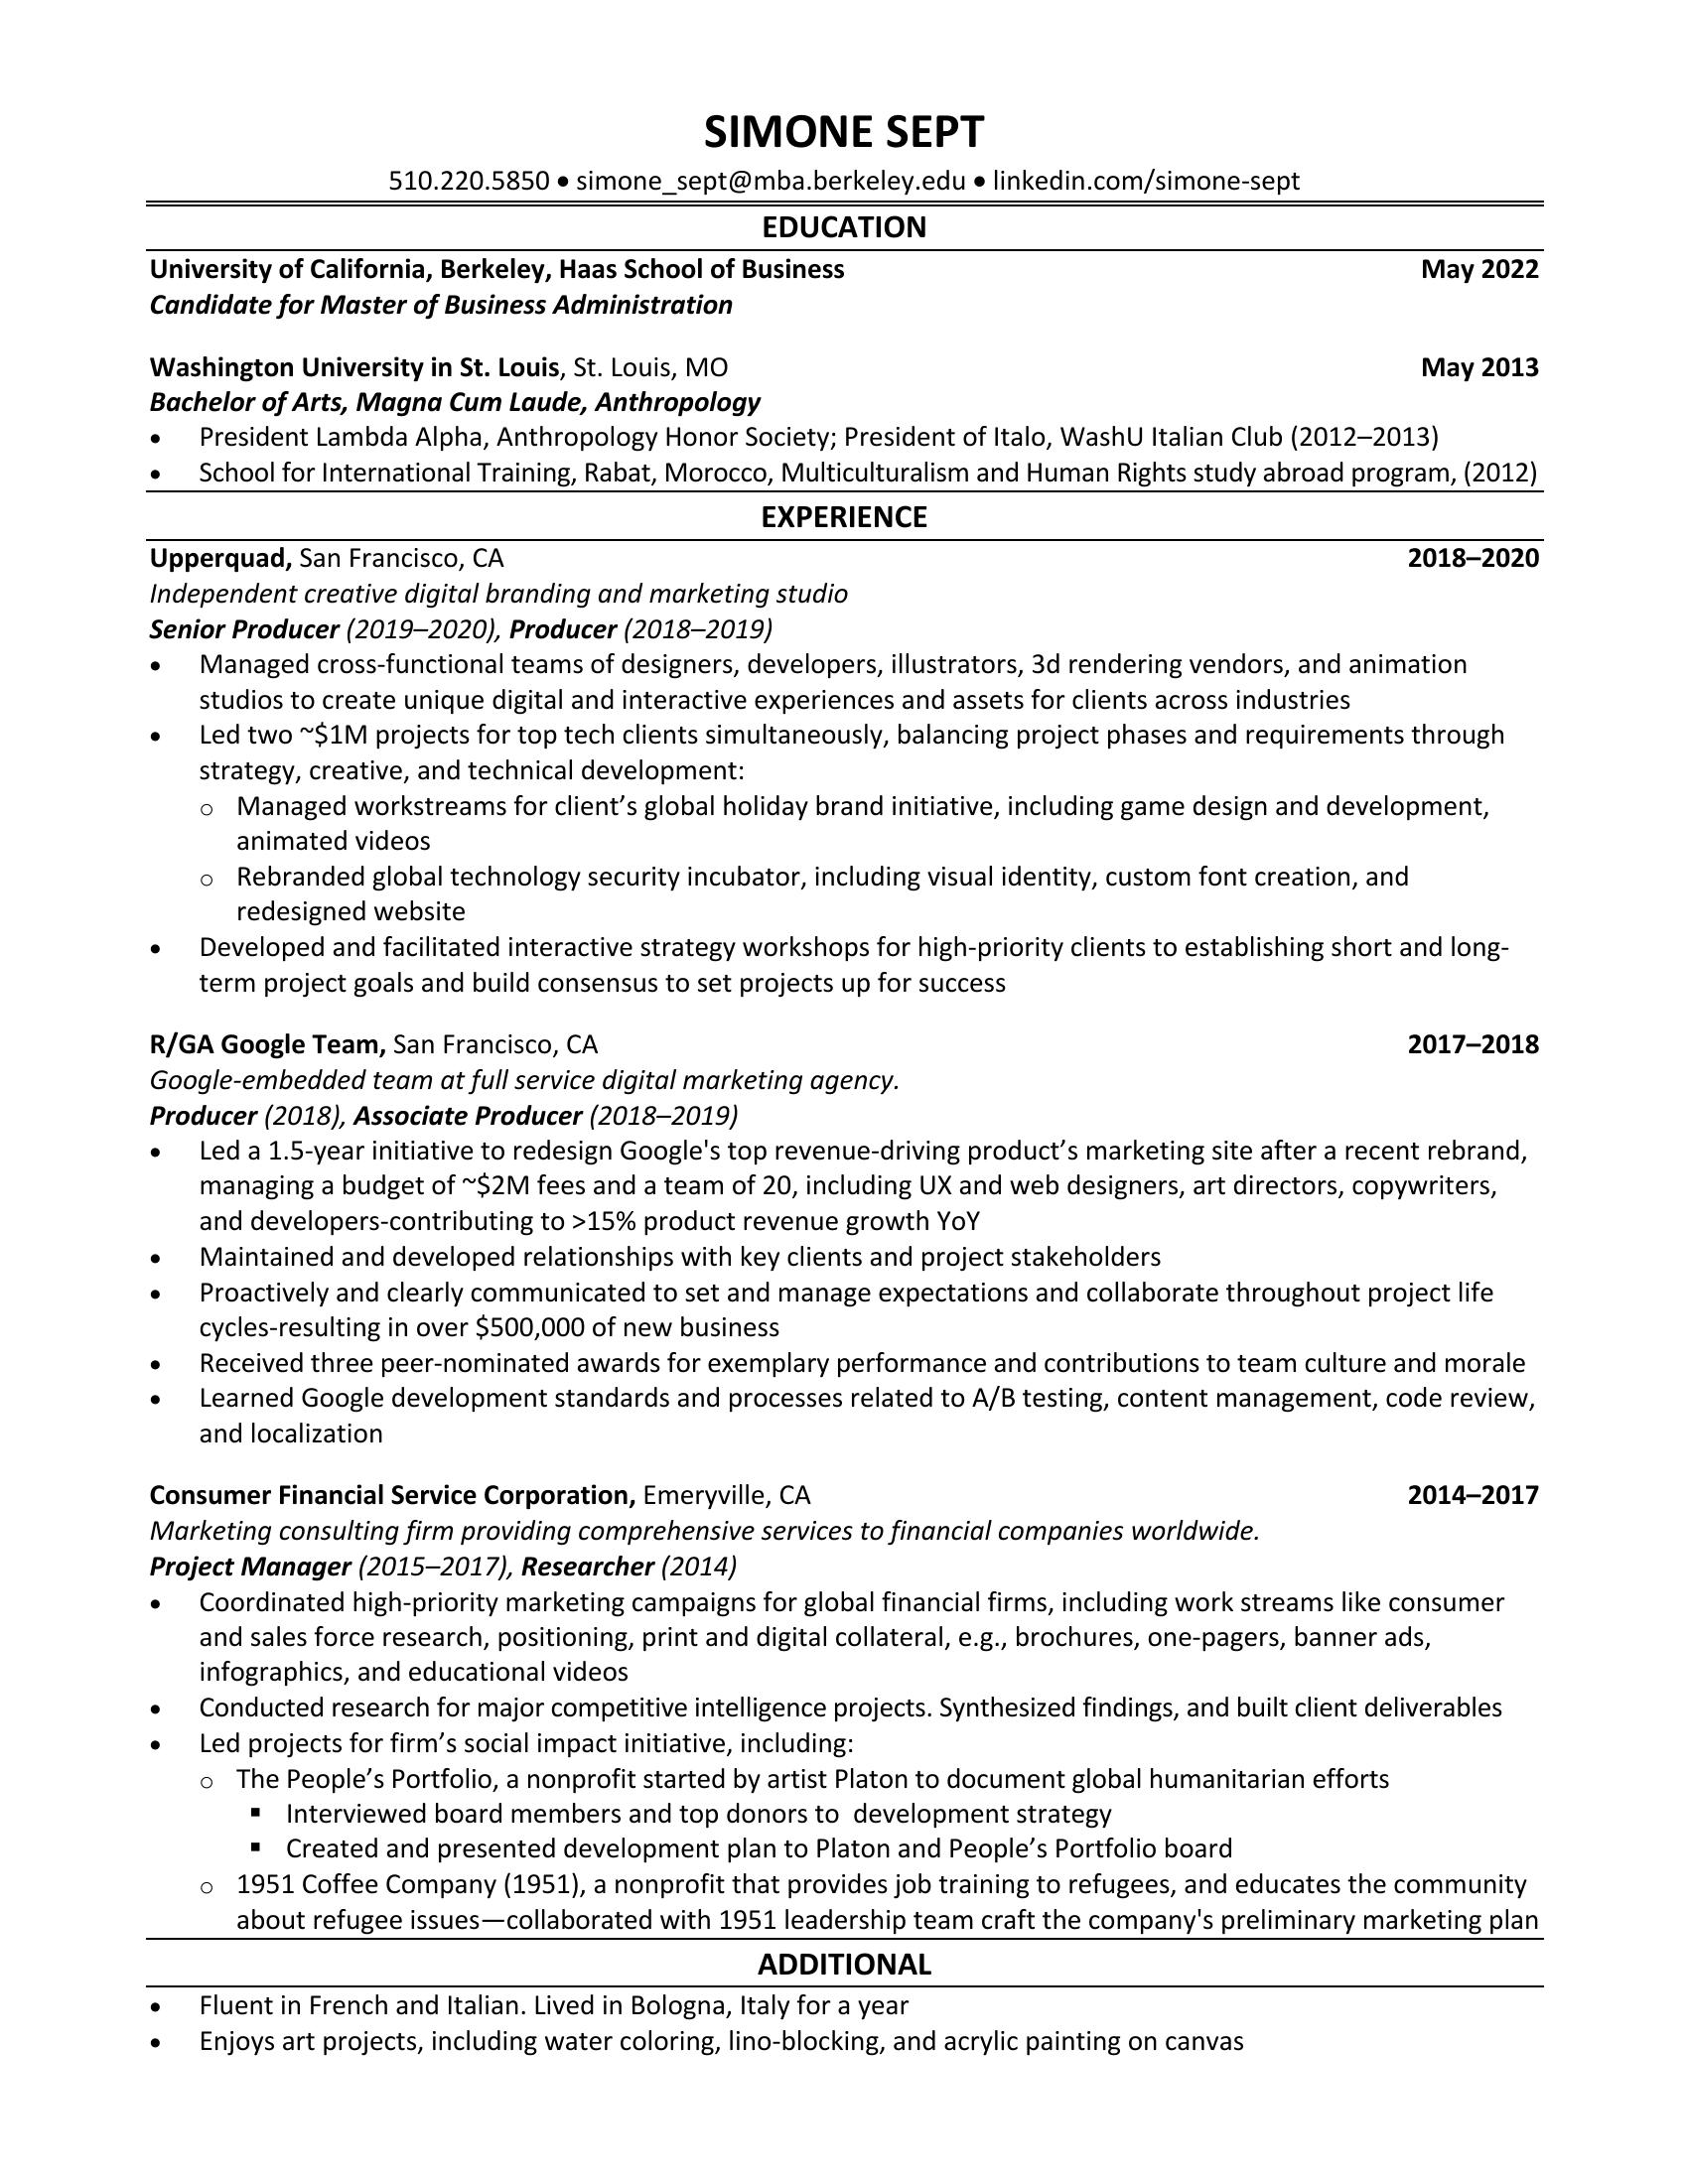 SIMONE SEPT
510.220.5850 • simone_sept@mba.berkeley.edu • linkedin.com/simone-sept
EDUCATION
University of California, Berkeley, Haas School of Business May 2022
Candidate for Master of Business Administration
Washington University in St. Louis, St. Louis, MO May 2013
Bachelor of Arts, Magna Cum Laude, Anthropology
• President Lambda Alpha, Anthropology Honor Society; President of Italo, WashU Italian Club (2012–2013)
• School for International Training, Rabat, Morocco, Multiculturalism and Human Rights study abroad program, (2012)
EXPERIENCE
Upperquad, San Francisco, CA 2018–2020
Independent creative digital branding and marketing studio
Senior Producer (2019–2020), Producer (2018–2019)
• Managed cross-functional teams of designers, developers, illustrators, 3d rendering vendors, and animation
studios to create unique digital and interactive experiences and assets for clients across industries
• Led two ~$1M projects for top tech clients simultaneously, balancing project phases and requirements through
strategy, creative, and technical development:
o Managed workstreams for client’s global holiday brand initiative, including game design and development,
animated videos
o Rebranded global technology security incubator, including visual identity, custom font creation, and
redesigned website
• Developed and facilitated interactive strategy workshops for high-priority clients to establishing short and long-
term project goals and build consensus to set projects up for success
R/GA Google Team, San Francisco, CA 2017–2018
Google-embedded team at full service digital marketing agency.
Producer (2018), Associate Producer (2018–2019)
• Led a 1.5-year initiative to redesign Google's top revenue-driving product’s marketing site after a recent rebrand,
managing a budget of ~$2M fees and a team of 20, including UX and web designers, art directors, copywriters,
and developers-contributing to >15% product revenue growth YoY
• Maintained and developed relationships with key clients and project stakeholders
• Proactively and clearly communicated to set and manage expectations and collaborate throughout project life
cycles-resulting in over $500,000 of new business
• Received three peer-nominated awards for exemplary performance and contributions to team culture and morale
• Learned Google development standards and processes related to A/B testing, content management, code review,
and localization
Consumer Financial Service Corporation, Emeryville, CA 2014–2017
Marketing consulting firm providing comprehensive services to financial companies worldwide.
Project Manager (2015–2017), Researcher (2014)
• Coordinated high-priority marketing campaigns for global financial firms, including work streams like consumer
and sales force research, positioning, print and digital collateral, e.g., brochures, one-pagers, banner ads,
infographics, and educational videos
• Conducted research for major competitive intelligence projects. Synthesized findings, and built client deliverables
• Led projects for firm’s social impact initiative, including:
o The People’s Portfolio, a nonprofit started by artist Platon to document global humanitarian efforts
▪ Interviewed board members and top donors to  development strategy
▪ Created and presented development plan to Platon and People’s Portfolio board
o 1951 Coffee Company (1951), a nonprofit that provides job training to refugees, and educates the community
about refugee issues—collaborated with 1951 leadership team craft the company's preliminary marketing plan
ADDITIONAL
• Fluent in French and Italian. Lived in Bologna, Italy for a year
• Enjoys art projects, including water coloring, lino-blocking, and acrylic painting on canvas